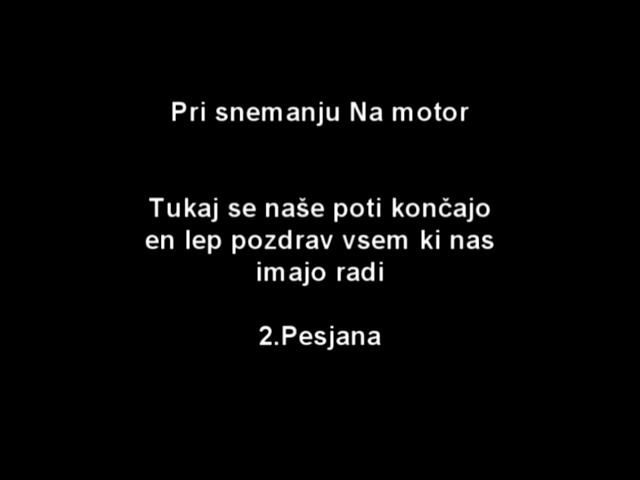 Pri snemanju Na motor
Tukaj se naše poti končajo
en lep pozdrav vsem ki nas
imajo radi
2.Pesjana